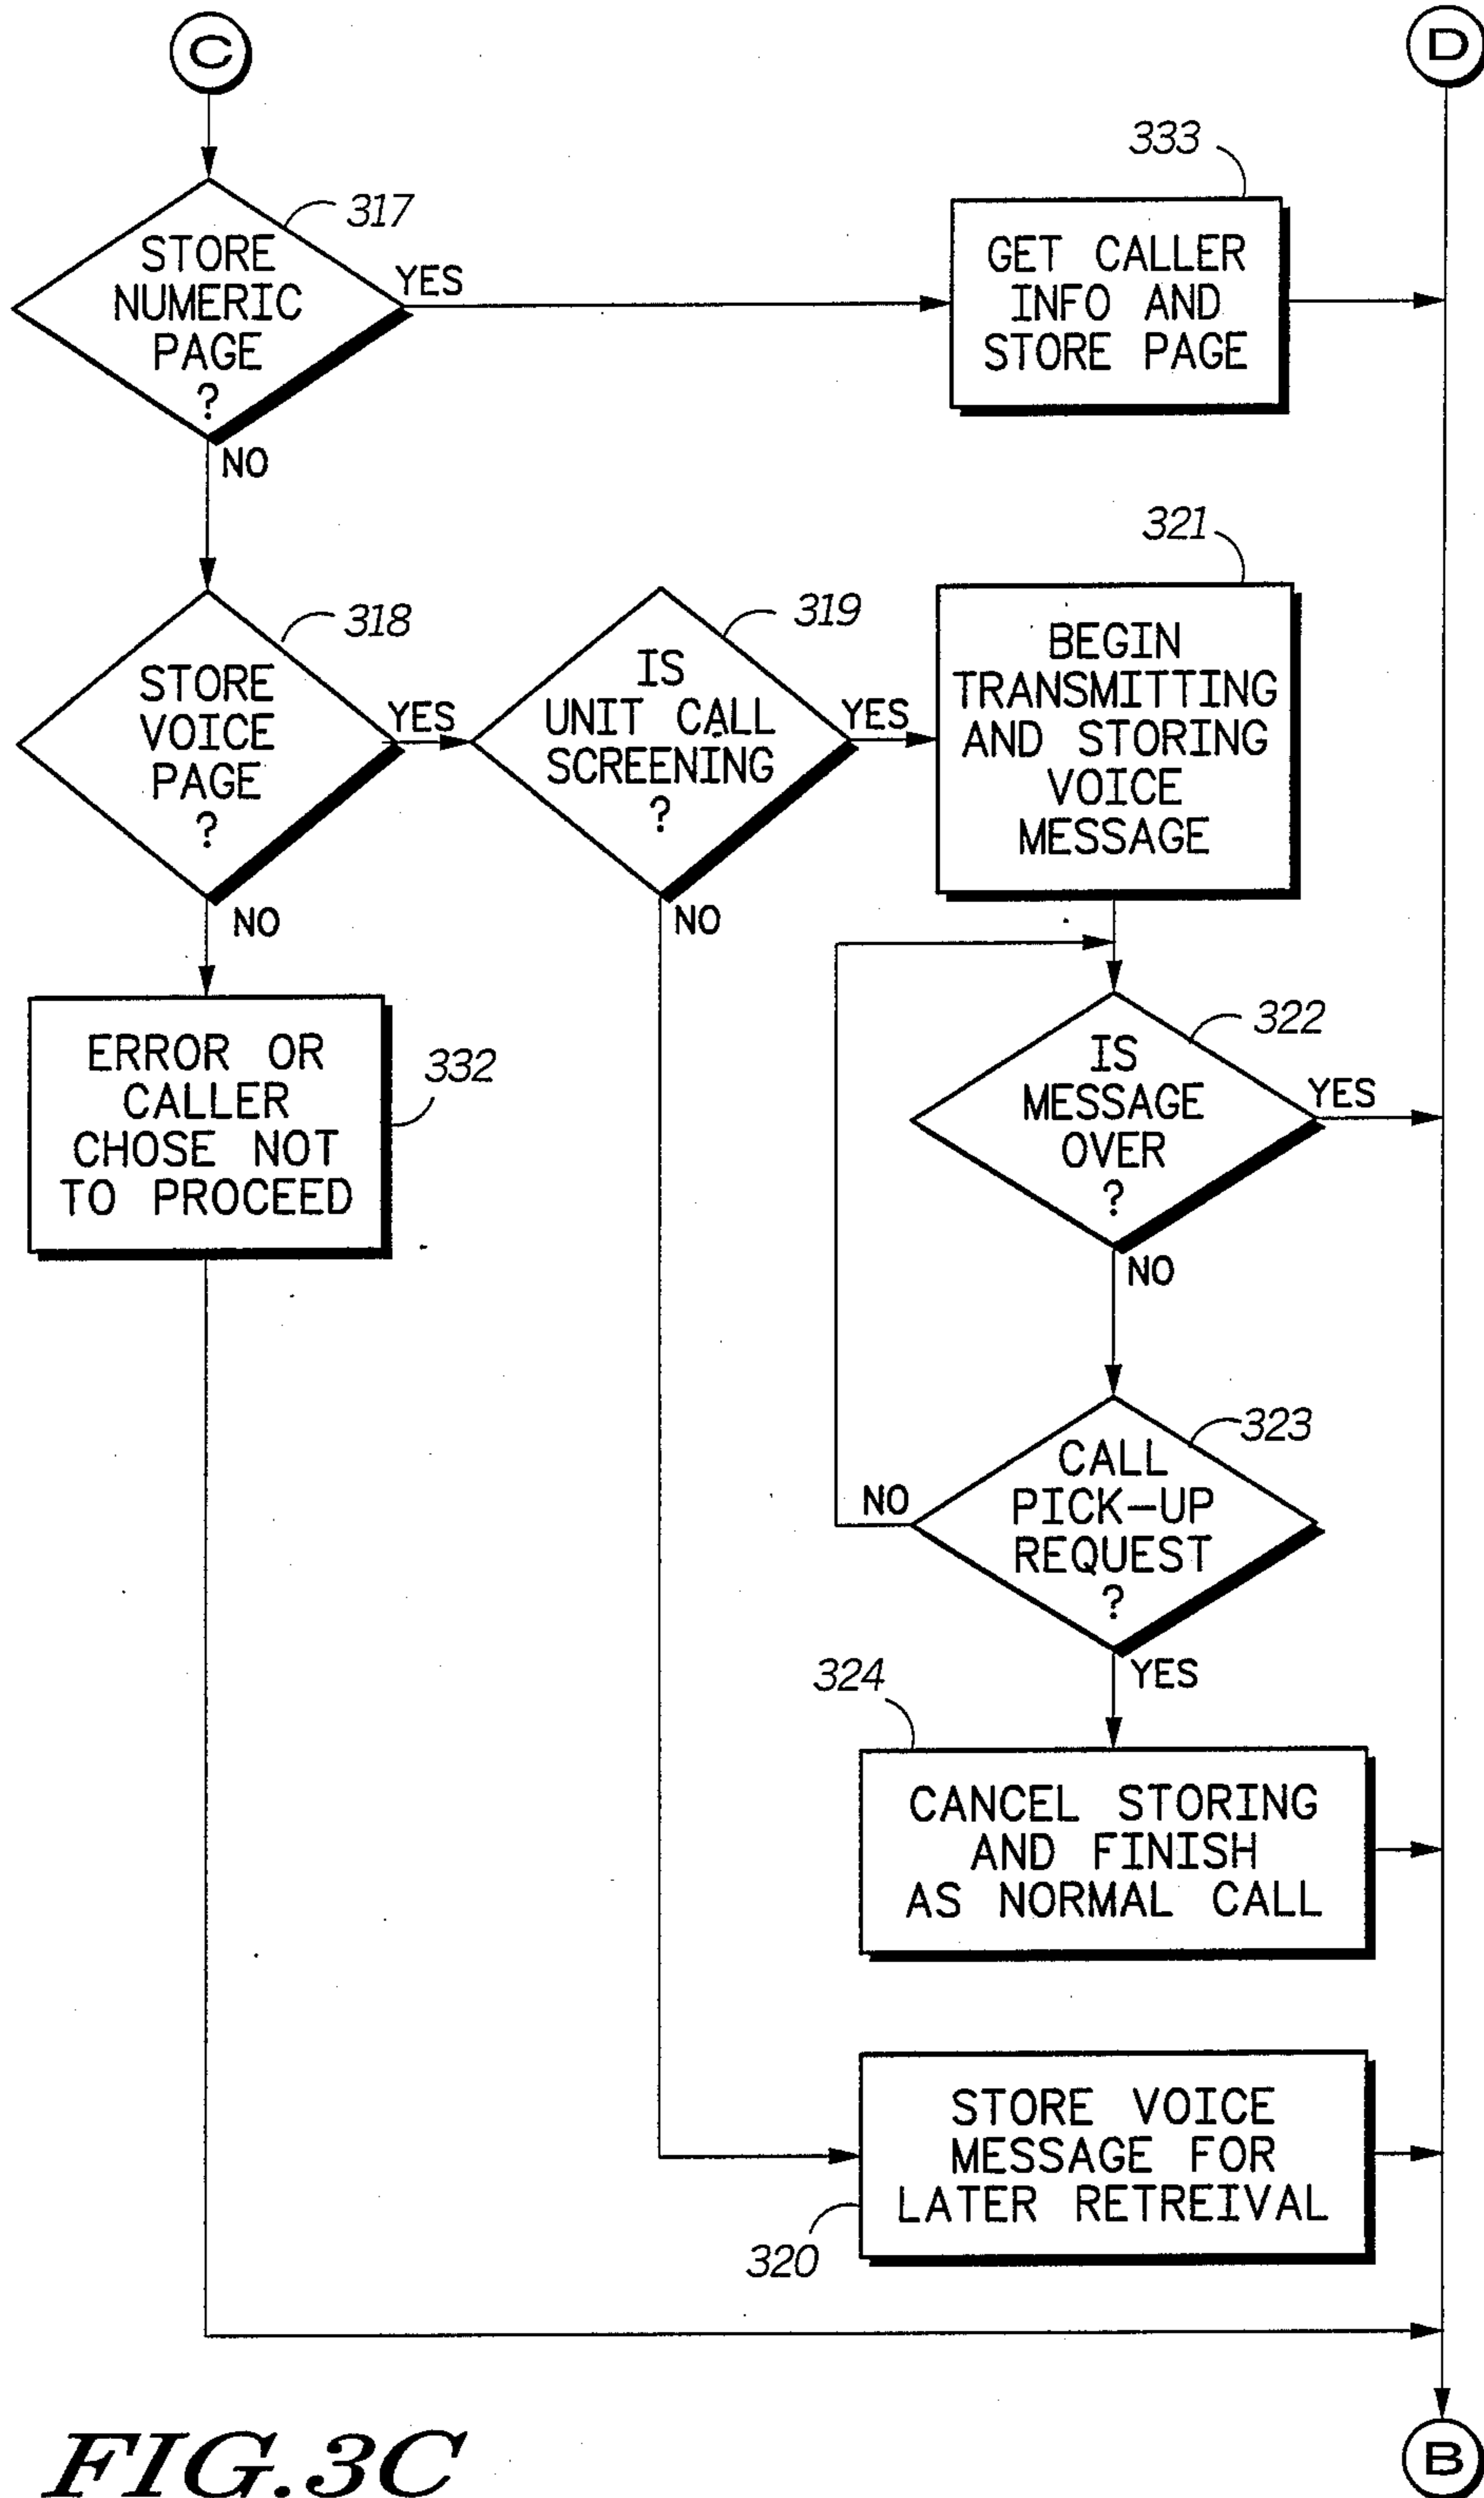 C
D
333
317
STORE
NUMERIC
PAGE
?
YES
GET CALLER
INFO AND
STORE PAGE
NO
321
318
STORE
VOICE
PAGE
?
YES
319
IS
UNIT CALL
SCREENING
?
YES
BEGIN
TRANSMITTING
AND STORING
VOICE
MESSAGE
NO
NO
ERROR OR
CALLER
CHOSE NOT
TO PROCEED
332
322
IS
MESSAGE
OVER
?
YES
NO
323
CALL
PICK-UP
REQUEST
?
NO
YES
324
CANCEL STORING
AND FINISH
AS NORMAL CALL
STORE VOICE
MESSAGE FOR
LATER RETREIVAL
320
B
FIG.3C